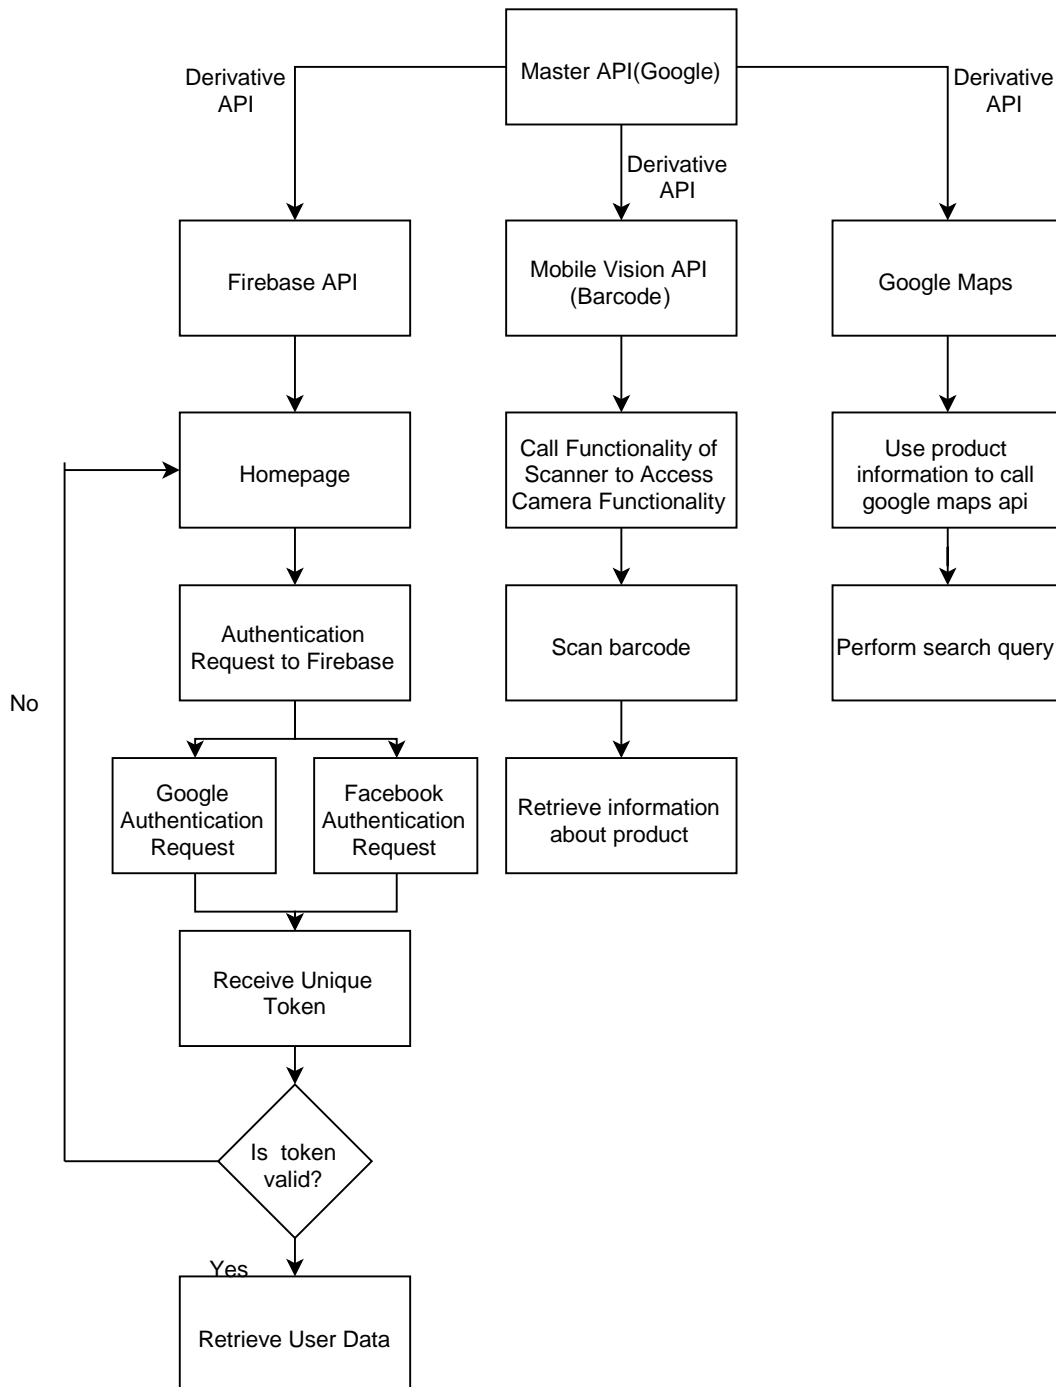 Master API(Google)
Derivative
API
Derivative
API
Derivative
API
Firebase API
Mobile Vision API
(Barcode)
Google Maps
Homepage
Call Functionality of
Scanner to Access
Camera Functionality
Use product
information to call
google maps api
Authentication
Request to Firebase
Scan barcode
Perform search query
No
Google
Authentication
Request
Facebook
Authentication
Request
Retrieve information
about product
Receive Unique
Token
Is  token
valid?
Yes
Retrieve User Data